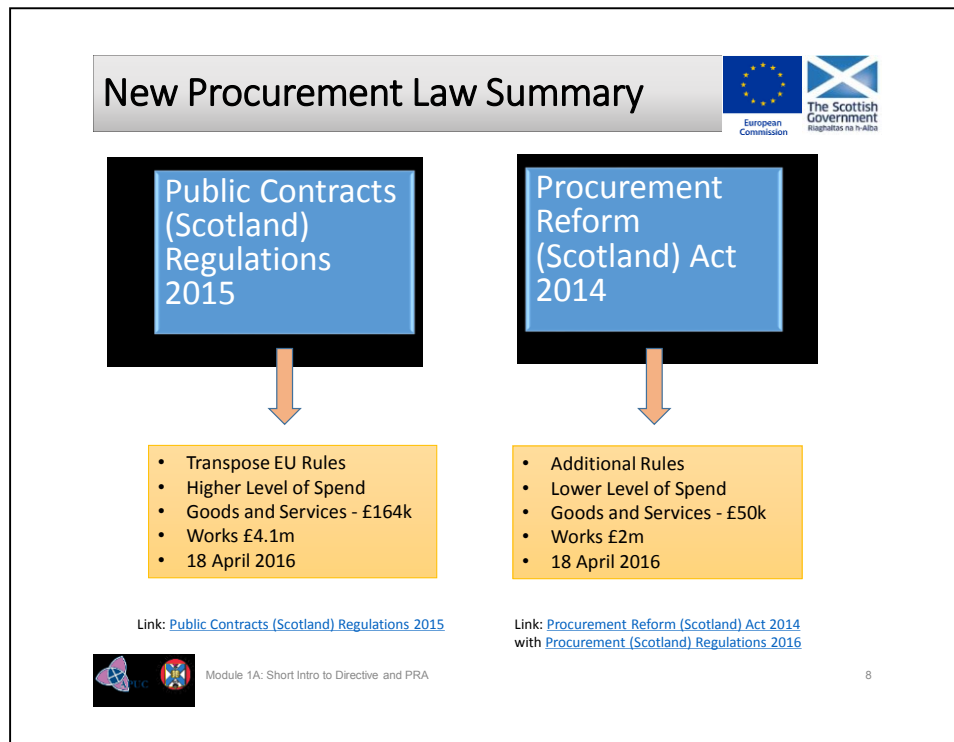 New Procurement Law Summary
European
Commission
The Scottish
Government
Riaghaltas na h-Alba
Public Contracts
(Scotland)
Regulations
2015
Procurement
Reform
(Scotland) Act
2014
• Transpose EU Rules
• Higher Level of Spend
• Goods and Services - £164k
• Works £4.1m
• 18 April 2016
• Additional Rules
• Lower Level of Spend
• Goods and Services - £50k
• Works £2m
• 18 April 2016
Link: Public Contracts (Scotland) Regulations 2015
Link: Procurement Reform (Scotland) Act 2014
with Procurement (Scotland) Regulations 2016
Module 1A: Short Intro to Directive and PRA
8